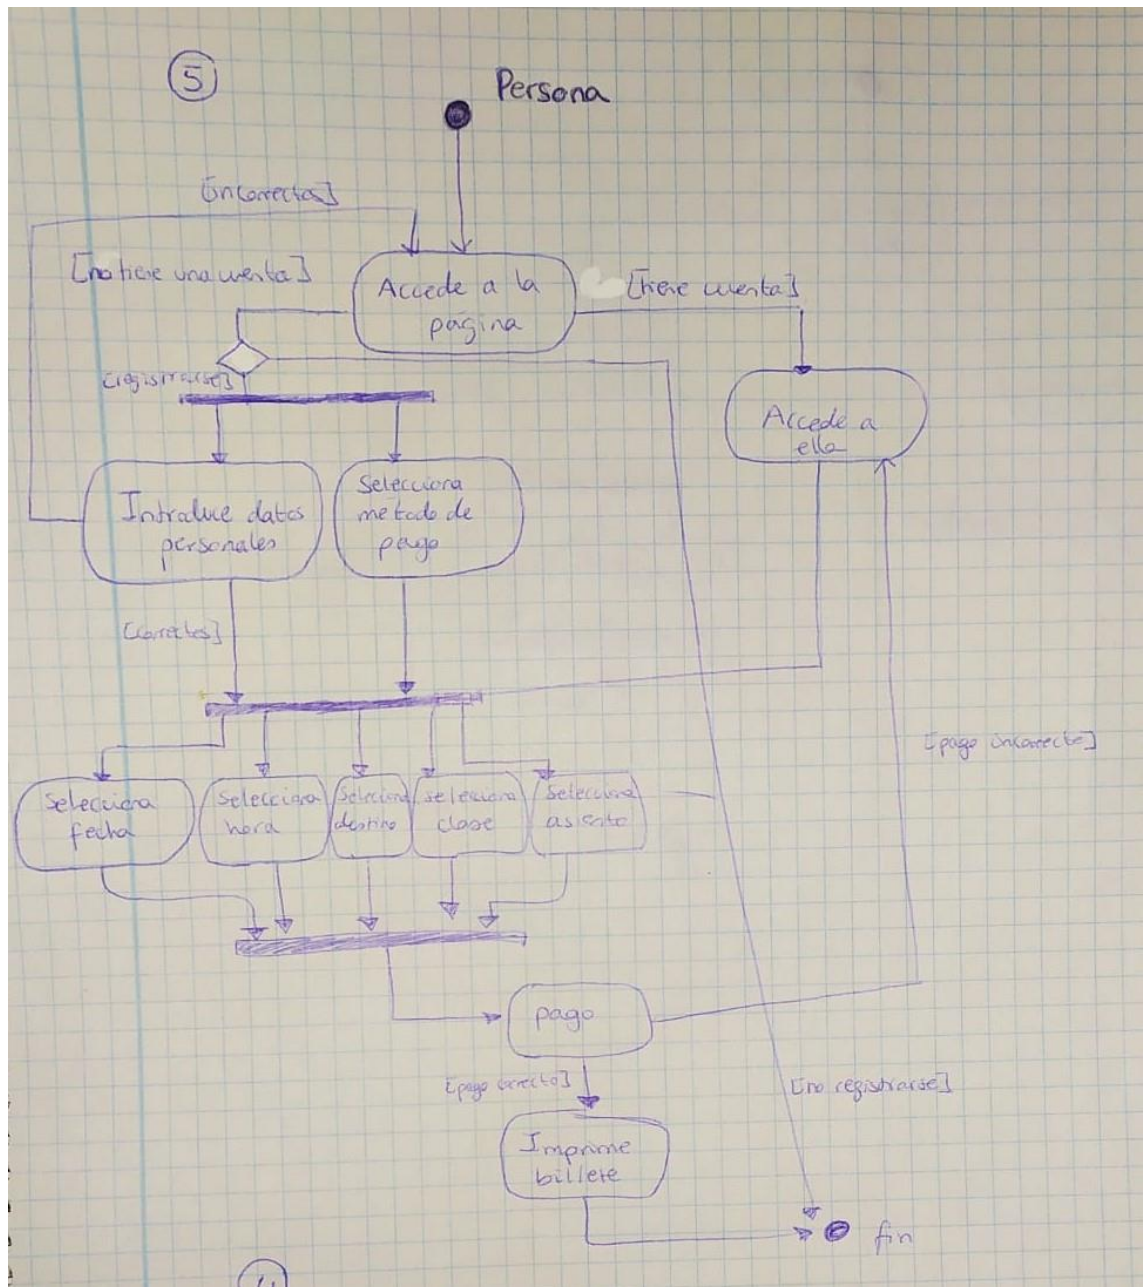 5
Persona
[incorrectos]
[no tiene una cuenta]
Accede a la
página
[tiene cuenta]
[registrarse]
Accede a
ella
Introduce datos
personales
Selecciona
metodo de
pago
[correctos]
[pago incorrecto]
Selecciona
fecha
Selecciona
hora
Selecciona
destino
selecciona
clase
Selecciona
asiento
pago
[pago correcto]
[no registrarse]
Imprime
billete
fin